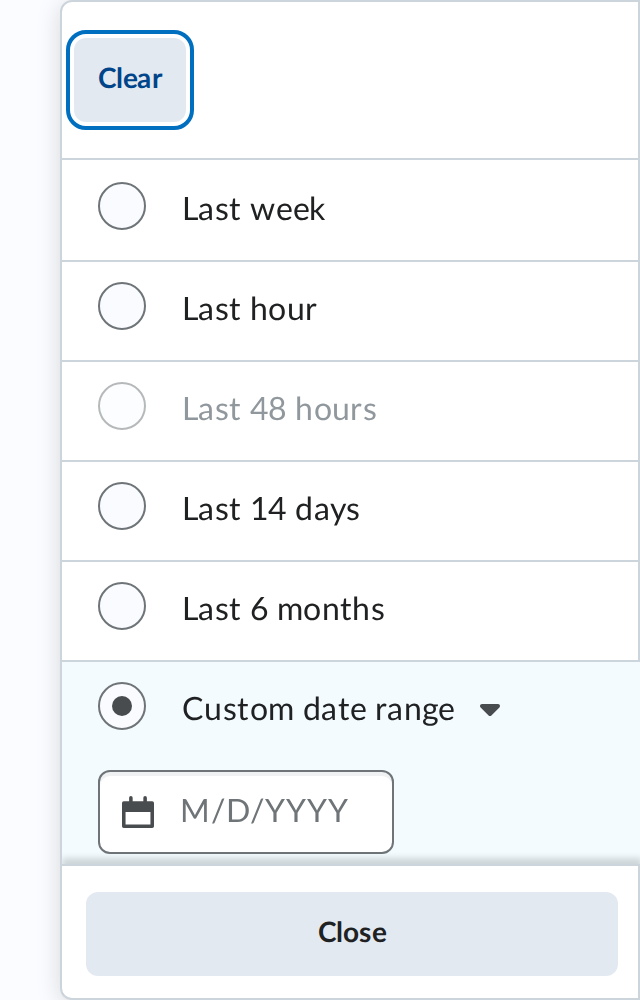 Clear
Last week
Last hour
Last 48 hours
Last 14 days
Last 6 months
Custom date range
M/D/YYYY
Close